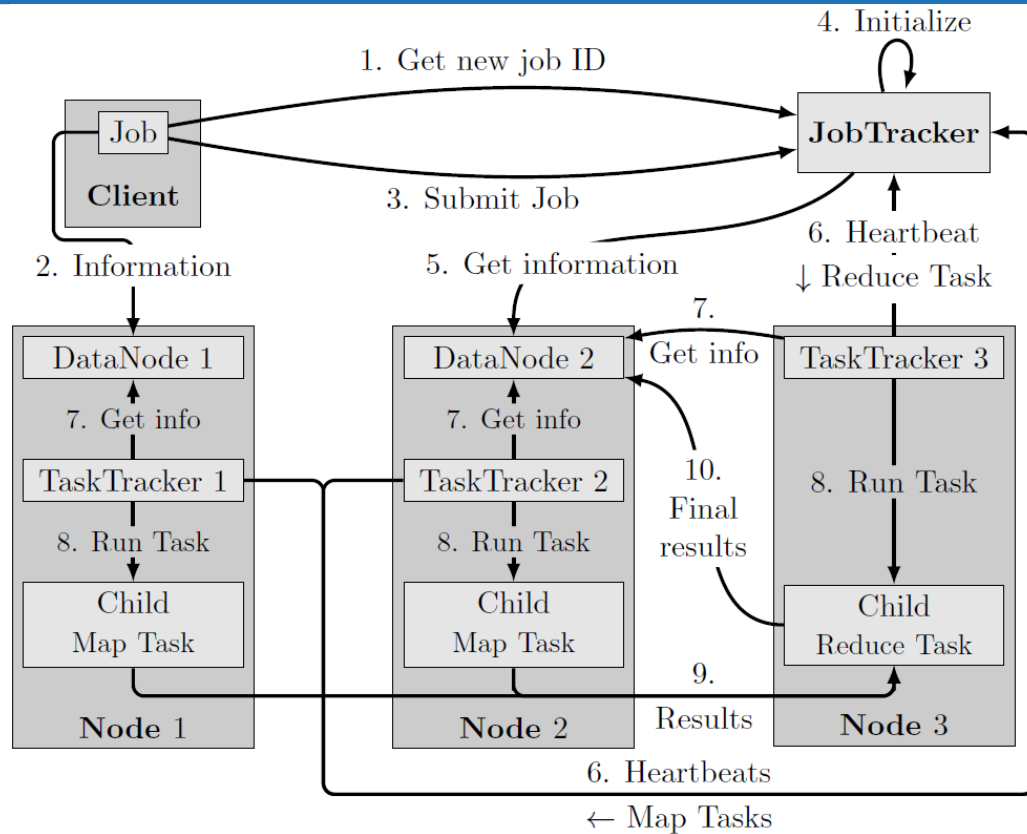 4. Initialize
1. Get new job ID
Job
JobTracker
Client
3. Submit Job
6. Heartbeat
↓ Reduce Task
2. Information
5. Get information
7.
Get info
DataNode 1
DataNode 2
TaskTracker 3
7. Get info
7. Get info
TaskTracker 1
TaskTracker 2
10.
Final
results
8. Run Task
8. Run Task
8. Run Task
Child
Map Task
Child
Map Task
Child
Reduce Task
9.
Results
Node 1
Node 2
Node 3
6. Heartbeats
← Map Tasks